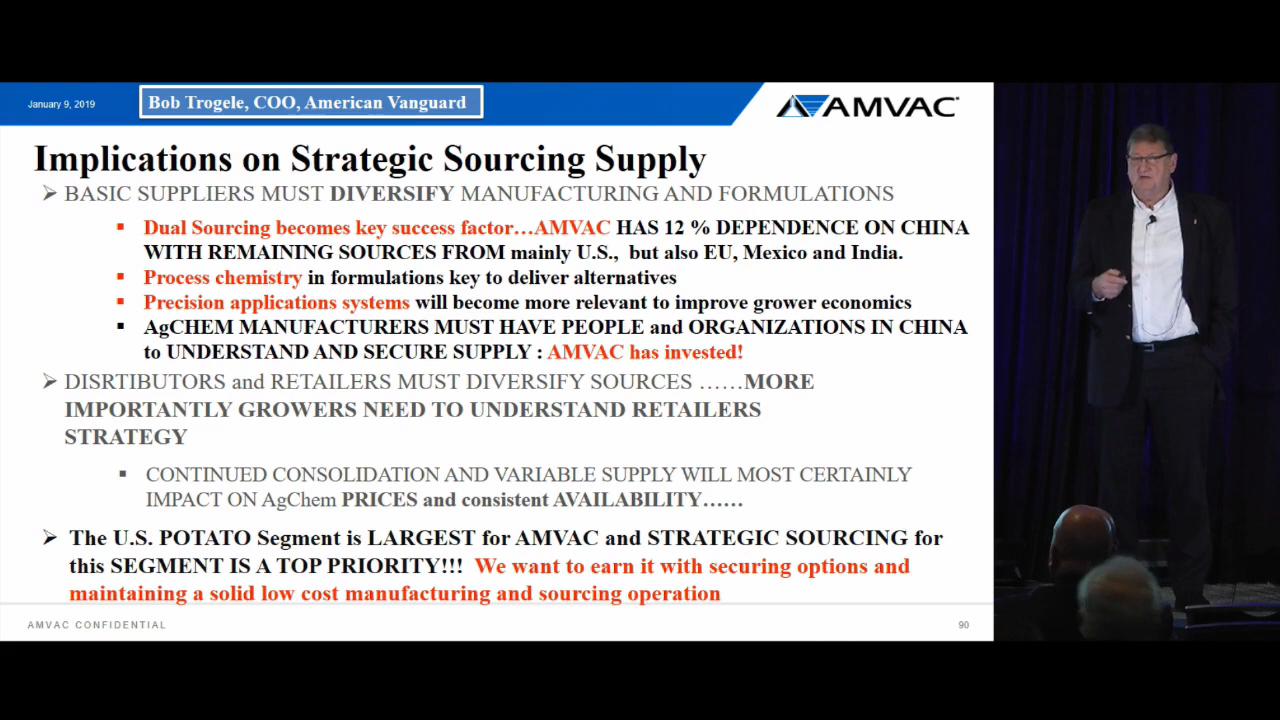 January 9, 2019
Bob Trogele, COO, American Vanguard
AMVAC
Implications on Strategic Sourcing Supply
BASIC SUPPLIERS MUST DIVERSIFY MANUFACTURING AND FORMULATIONS
Dual Sourcing becomes key success factor…AMVAC HAS 12 % DEPENDENCE ON CHINA
WITH REMAINING SOURCES FROM mainly U.S., but also EU, Mexico and India.
Process chemistry in formulations key to deliver alternatives
Precision applications systems will become more relevant to improve grower economics
AgCHEM MANUFACTURERS MUST HAVE PEOPLE and ORGANIZATIONS IN CHINA
to UNDERSTAND AND SECURE SUPPLY : AMVAC has invested!
DISRTIBUTORS and RETAILERS MUST DIVERSIFY SOURCES ……MORE
IMPORTANTLY GROWERS NEED TO UNDERSTAND RETAILERS
STRATEGY
CONTINUED CONSOLIDATION AND VARIABLE SUPPLY WILL MOST CERTAINLY
IMPACT ON AgChem PRICES and consistent AVAILABILITY……
The U.S. POTATO Segment is LARGEST for AMVAC and STRATEGIC SOURCING for
this SEGMENT IS A TOP PRIORITY!!! We want to earn it with securing options and
maintaining a solid low cost manufacturing and sourcing operation
AMVAC CONFIDENTIAL
90